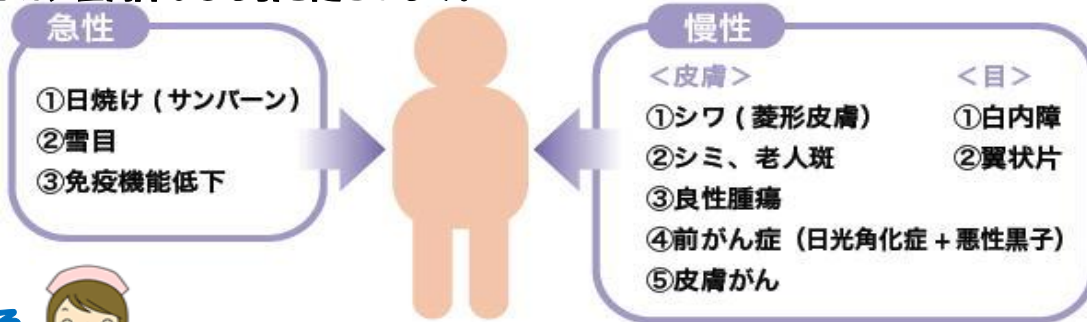 急性
①日焼け（サンバーン）
②雪目
③免疫機能低下
慢性
＜皮膚＞
①シワ（菱形皮膚）
②シミ、老人斑
③良性腫瘍
④前がん症（日光角化症＋悪性黒子）
⑤皮膚がん
＜目＞
①白内障
②翼状片